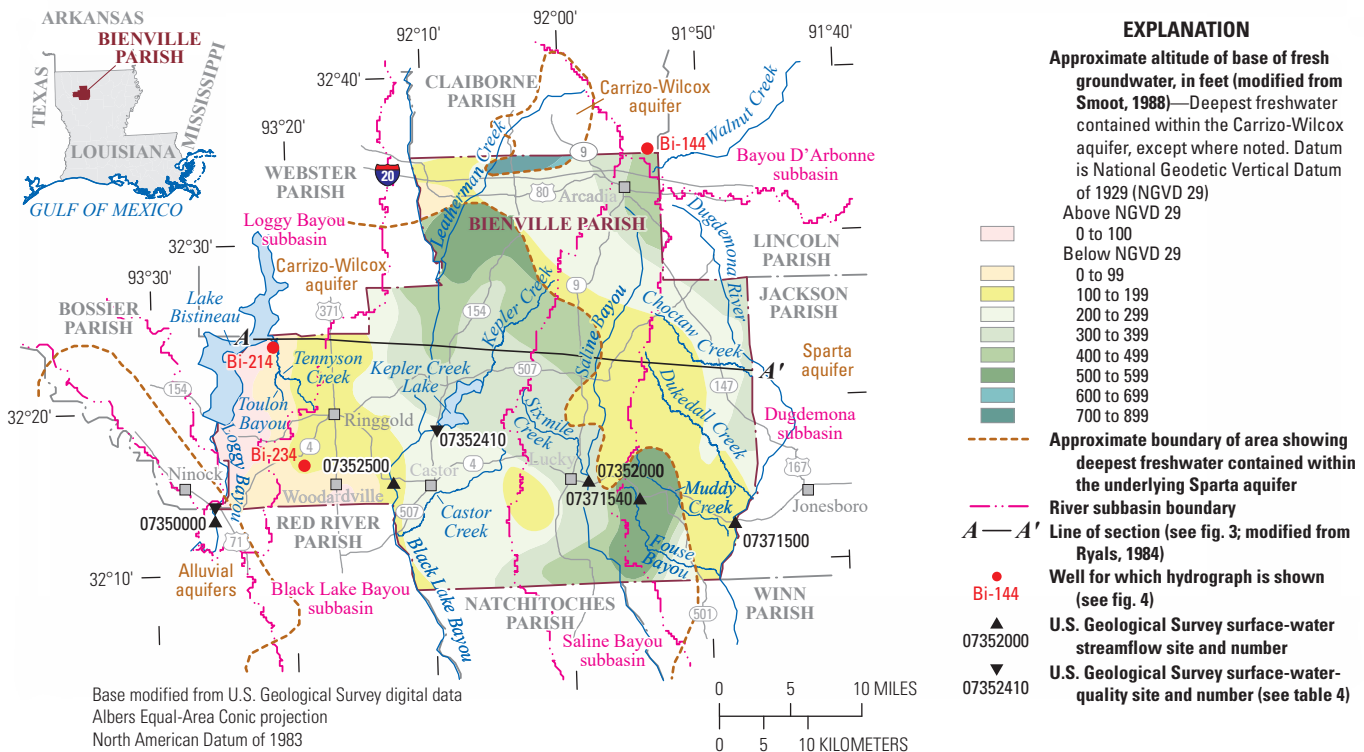 ARKANSAS
BIENVILLE
PARISH
TEXAS
MISSISSIPPI
LOUISIANA
GULF OF MEXICO
92°10'
92°00'
91°50'
91°40'
32°40'
93°20'
32°30'
93°30'
32°20'
32°10'
CLAIBORNE
PARISH
Carrizo-Wilcox
aquifer
Walnut Creek
Bi-144
Bayou D'Arbonne
subbasin
WEBSTER
PARISH
20
9
80
Arcadia
Leatherman Creek
BIENVILLE PARISH
Dugdemona River
Loggy Bayou
subbasin
LINCOLN
PARISH
Carrizo-Wilcox
aquifer
JACKSON
PARISH
BOSSIER
PARISH
Lake
Bistineau
371
154
Kepler Creek
9
Saline Bayou
Choctaw
Creek
A
A'
Bi-214
Tennyson
Creek
Kepler Creek
Lake
507
Sparta
aquifer
154
147
Toulon
Bayou
Ringgold
Dukedall Creek
Dugdemona
subbasin
Loggy Bayou
07352410
Sixmile
Creek
4
Bi-234
07352500
Castor
4
Lucky
07352000
167
Ninock
Woodardville
07371540
Muddy
Creek
Jonesboro
07350000
RED RIVER
PARISH
507
Castor
Creek
07371500
71
Fouse
Bayou
Alluvial
aquifers
Black Lake Bayou
Black Lake Bayou
subbasin
NATCHITOCHES
PARISH
WINN
PARISH
501
Saline Bayou
subbasin
Base modified from U.S. Geological Survey digital data
Albers Equal-Area Conic projection
North American Datum of 1983
0 5 10 MILES
0 5 10 KILOMETERS
EXPLANATION
Approximate altitude of base of fresh
groundwater, in feet (modified from
Smoot, 1988)—Deepest freshwater
contained within the Carrizo-Wilcox
aquifer, except where noted. Datum
is National Geodetic Vertical Datum
of 1929 (NGVD 29)
Above NGVD 29
0 to 100
Below NGVD 29
0 to 99
100 to 199
200 to 299
300 to 399
400 to 499
500 to 599
600 to 699
700 to 899
Approximate boundary of area showing
deepest freshwater contained within
the underlying Sparta aquifer
River subbasin boundary
A A' Line of section (see fig. 3; modified from
Ryals, 1984)
Well for which hydrograph is shown
Bi-144 (see fig. 4)
U.S. Geological Survey surface-water
07352000 streamflow site and number
U.S. Geological Survey surface-water-
07352410 quality site and number (see table 4)